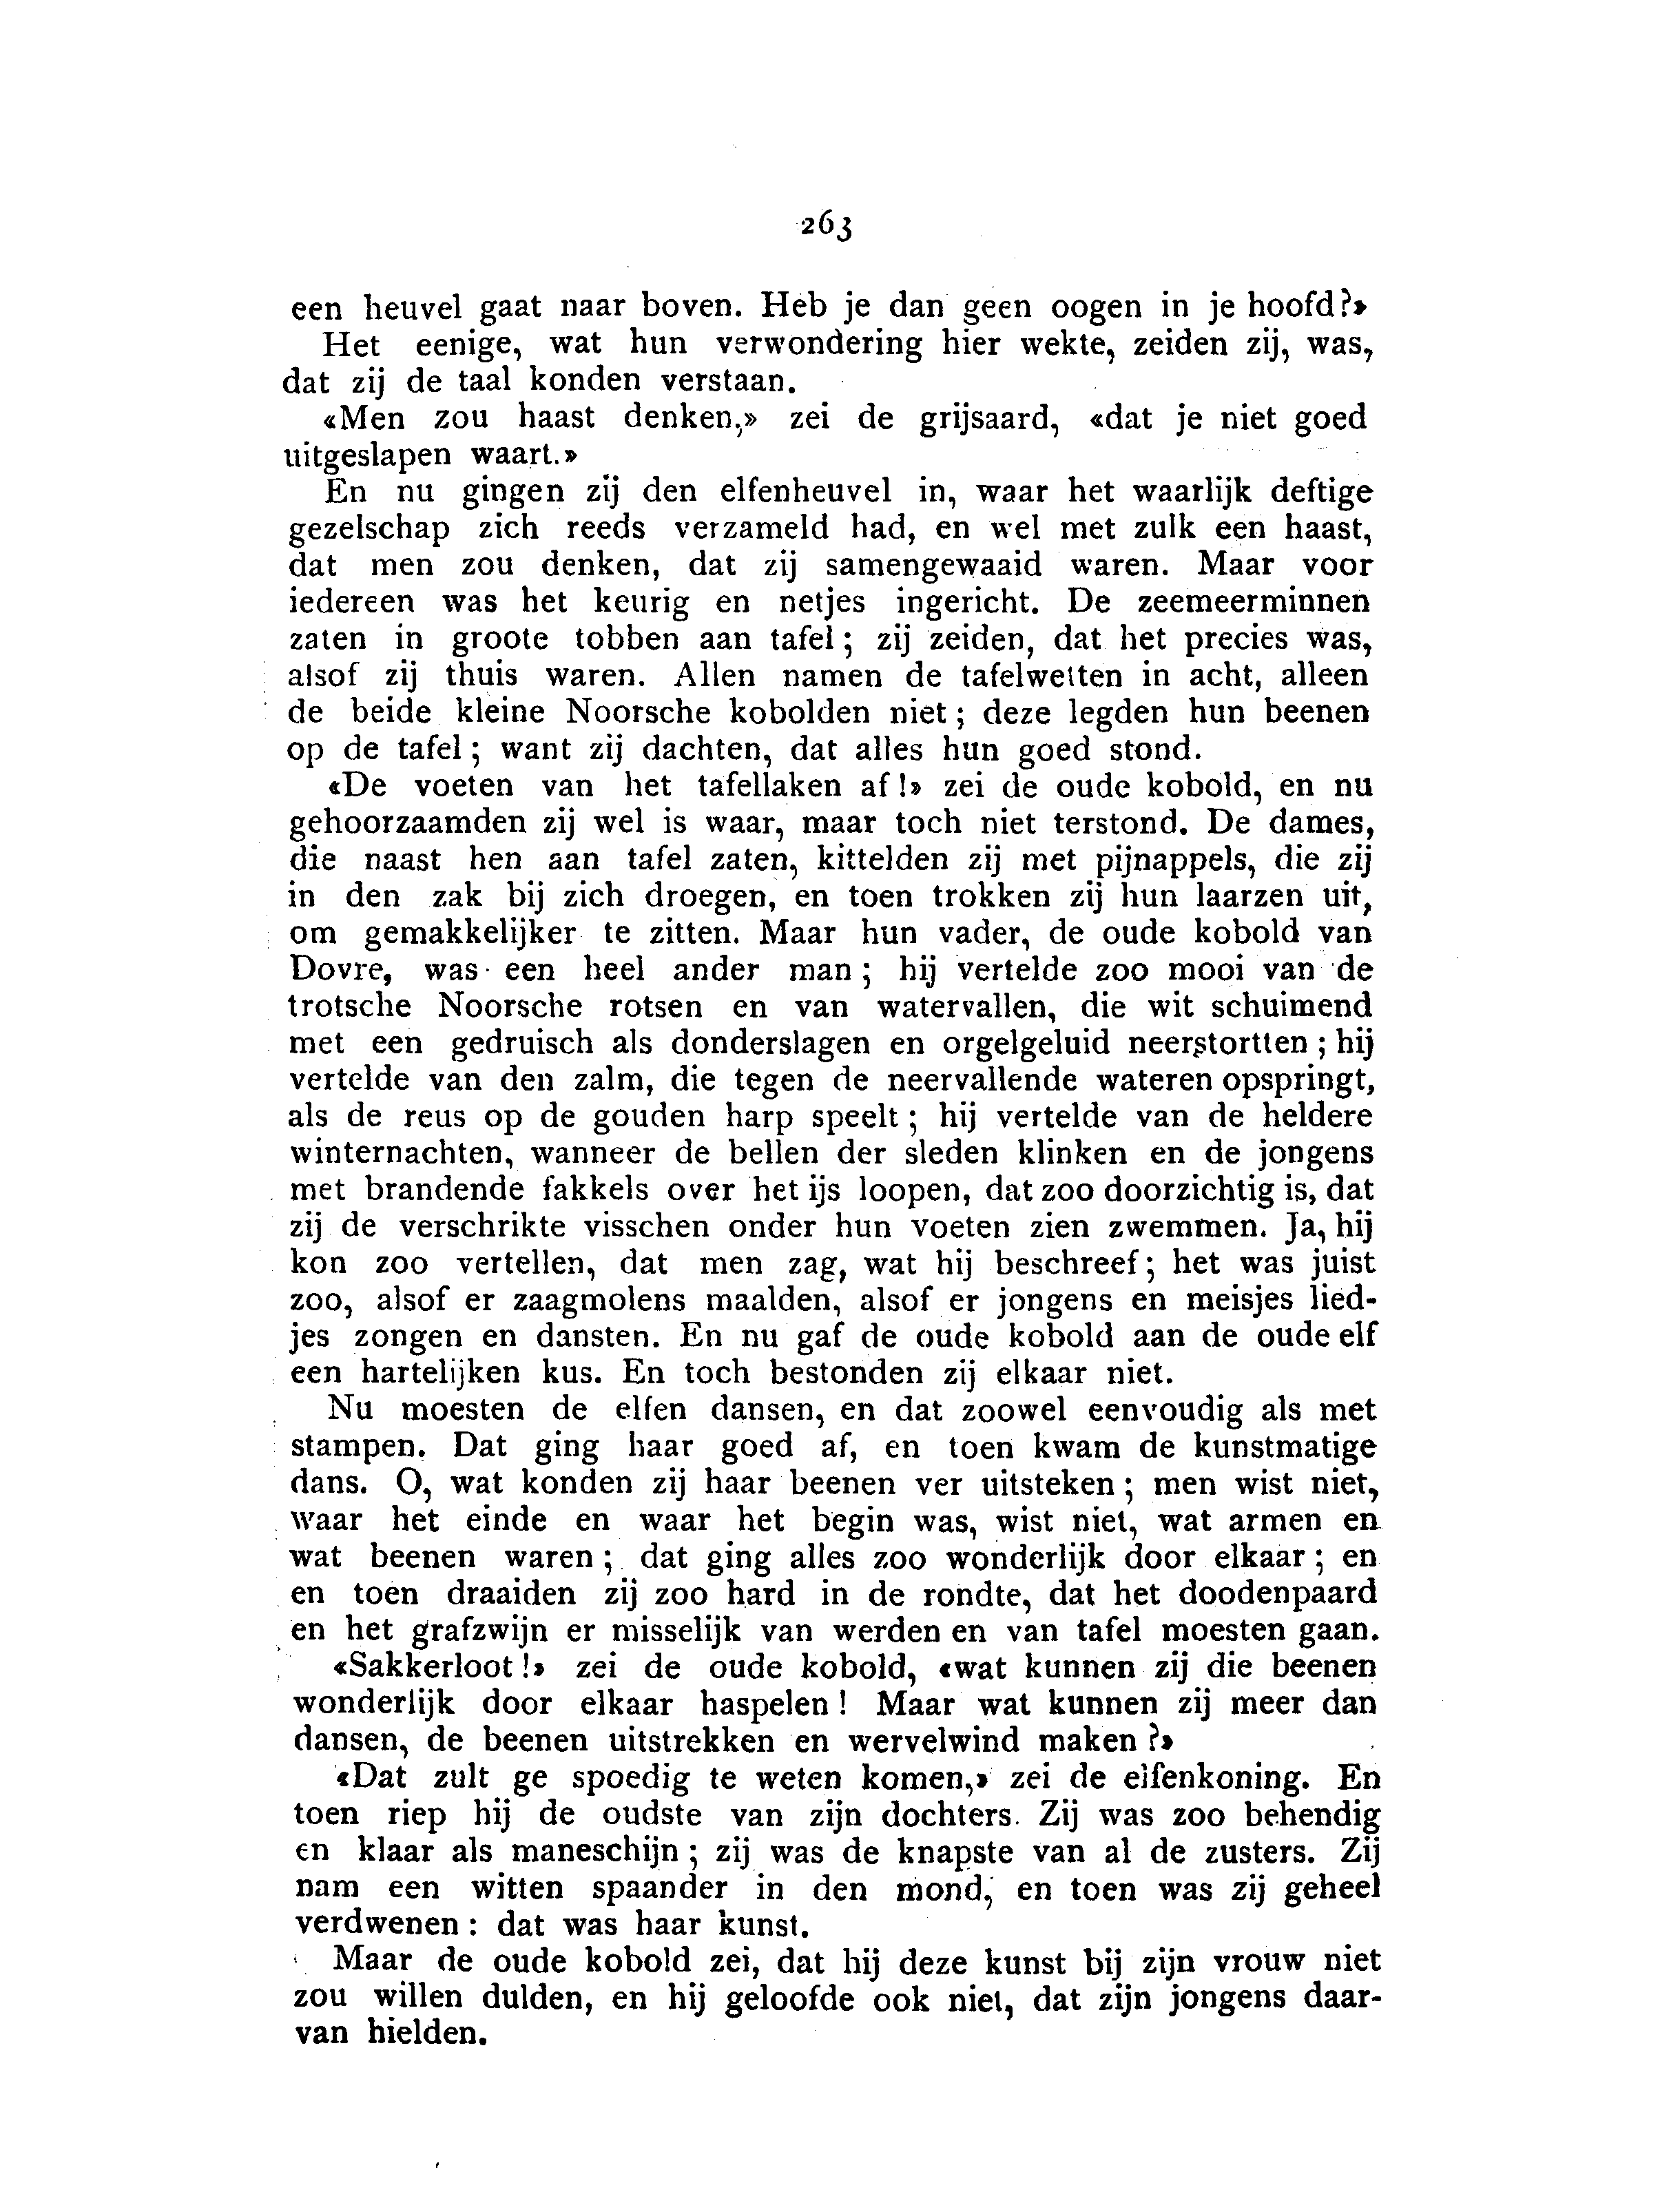 263
een heuvel gaat naar boven. Heb je dan geen oogen in je hoofd?»
Het eenige, wat hun verwondering hier wekte, zeiden zij, was,
dat zij de taal konden verstaan.
«Men zou haast denken,» zei de grijsaard, «dat je niet goed
uitgeslapen waart.»
En nu gingen zij den elfenheuvel in, waar het waarlijk deftige
gezelschap zich reeds verzameld had, en wel met zulk een haast,
dat men zou denken, dat zij samengewaaid waren. Maar voor
iedereen was het keurig en netjes ingericht. De zeemeerminnen
zaten in groote tobben aan tafel; zij zeiden, dat het precies was,
alsof zij thuis waren. Allen namen de tafelwetten in acht, alleen
de beide kleine Noorsche kobolden niet; deze legden hun beenen
op de tafel; want zij dachten, dat alles hun goed stond.
«De voeten van het tafellaken af!» zei de oude kobold, en nu
gehoorzaamden zij wel is waar, maar toch niet terstond. De dames,
die naast hen aan tafel zaten, kittelden zij met pijnappels, die zij
in den zak bij zich droegen, en toen trokken zij hun laarzen uit,
om gemakkelijker te zitten. Maar hun vader, de oude kobold van
Dovre, was een heel ander man; hij vertelde zoo mooi van de
trotsche Noorsche rotsen en van watervallen, die wit schuimend
met een gedruisch als donderslagen en orgelgeluid neerstortten; hij
vertelde van den zalm, die tegen de neervallende wateren opspringt,
als de reus op de gouden harp speelt; hij vertelde van de heldere
winternachten, wanneer de bellen der sleden klinken en de jongens
met brandende fakkels over het ijs loopen, dat zoo doorzichtig is, dat
zij de verschrikte visschen onder hun voeten zien zwemmen. Ja, hij
kon zoo vertellen, dat men zag, wat hij beschreef; het was juist
zoo, alsof er zaagmolens maalden, alsof er jongens en meisjes lied-
jes zongen en dansten. En nu gaf de oude kobold aan de oude elf
een hartelijken kus. En toch bestonden zij elkaar niet.
Nu moesten de elfen dansen, en dat zoowel eenvoudig als met
stampen. Dat ging haar goed af, en toen kwam de kunstmatige
dans. O, wat konden zij haar beenen ver uitsteken; men wist niet,
waar het einde en waar het begin was, wist niet, wat armen en
wat beenen waren; dat ging alles zoo wonderlijk door elkaar; en
en toen draaiden zij zoo hard in de rondte, dat het doodenpaard
en het grafzwijn er misselijk van werden en van tafel moesten gaan.
«Sakkerloot!» zei de oude kobold, «wat kunnen zij die beenen
wonderlijk door elkaar haspelen! Maar wat kunnen zij meer dan
dansen, de beenen uitstrekken en wervelwind maken?»
«Dat zult ge spoedig te weten komen,» zei de elfenkoning. En
toen riep hij de oudste van zijn dochters. Zij was zoo behendig
en klaar als maneschijn; zij was de knapste van al de zusters. Zij
nam een witten spaander in den mond, en toen was zij geheel
verdwenen: dat was haar kunst.
Maar de oude kobold zei, dat hij deze kunst bij zijn vrouw niet
zou willen dulden, en hij geloofde ook niet, dat zijn jongens daar-
van hielden.